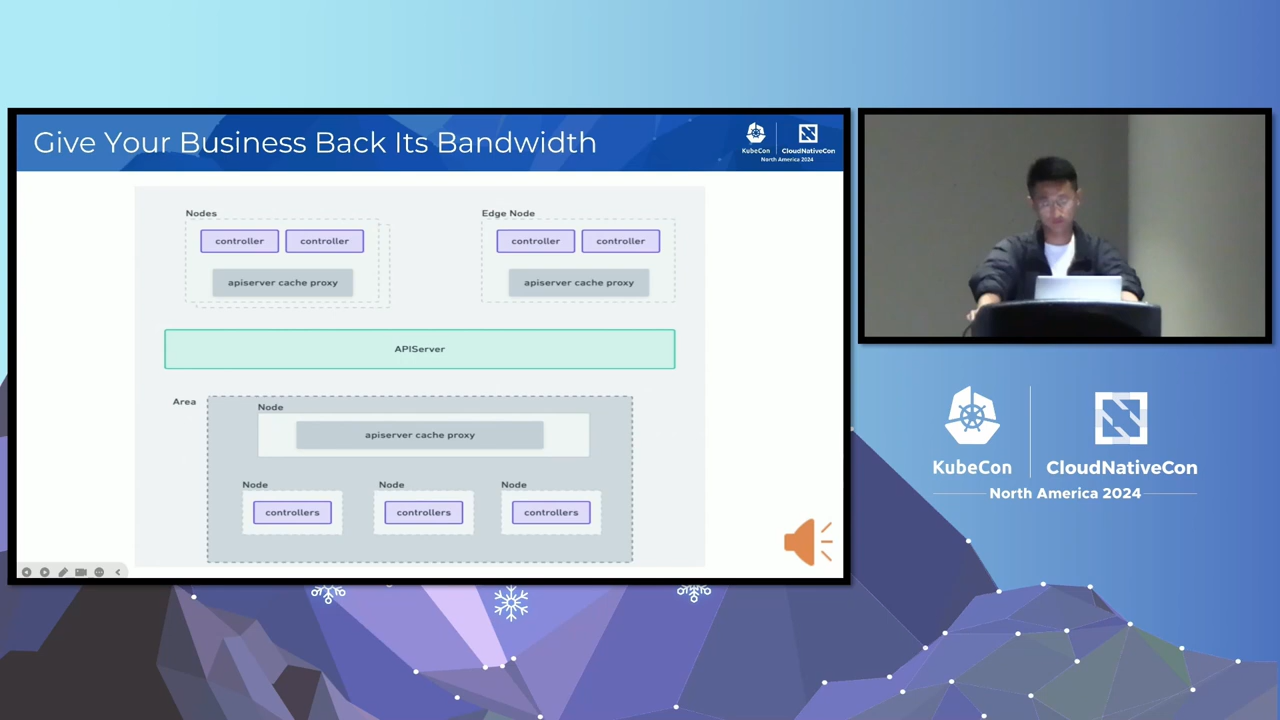 Give Your Business Back Its Bandwidth
KubeCon
CloudNativeCon
North America 2024
Nodes
controller
controller
apiserver cache proxy
Edge Node
controller
controller
apiserver cache proxy
APIServer
Area
Node
apiserver cache proxy
Node
Node
Node
controllers
controllers
controllers
KubeCon
CloudNativeCon
North America 2024